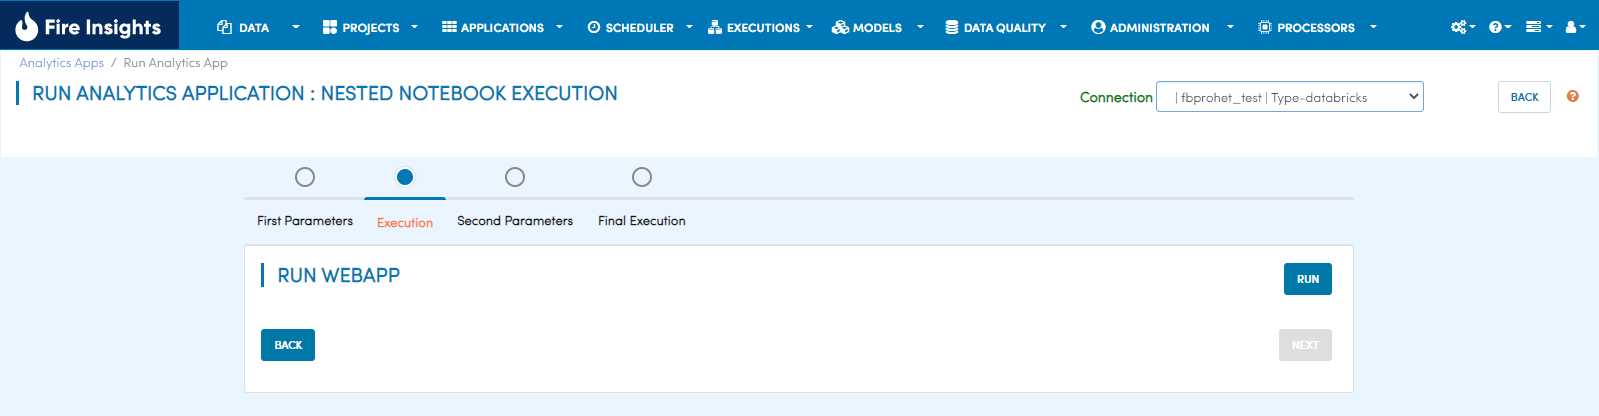 Fire Insights DATA PROJECTS APPLICATIONS SCHEDULER EXECUTIONS MODELS DATA QUALITY ADMINISTRATION PROCESSORS
Analytics Apps / Run Analytics App
RUN ANALYTICS APPLICATION : NESTED NOTEBOOK EXECUTION
Connection | fbprohet_test | Type-databricks BACK
First Parameters Execution Second Parameters Final Execution
RUN WEBAPP RUN
BACK NEXT